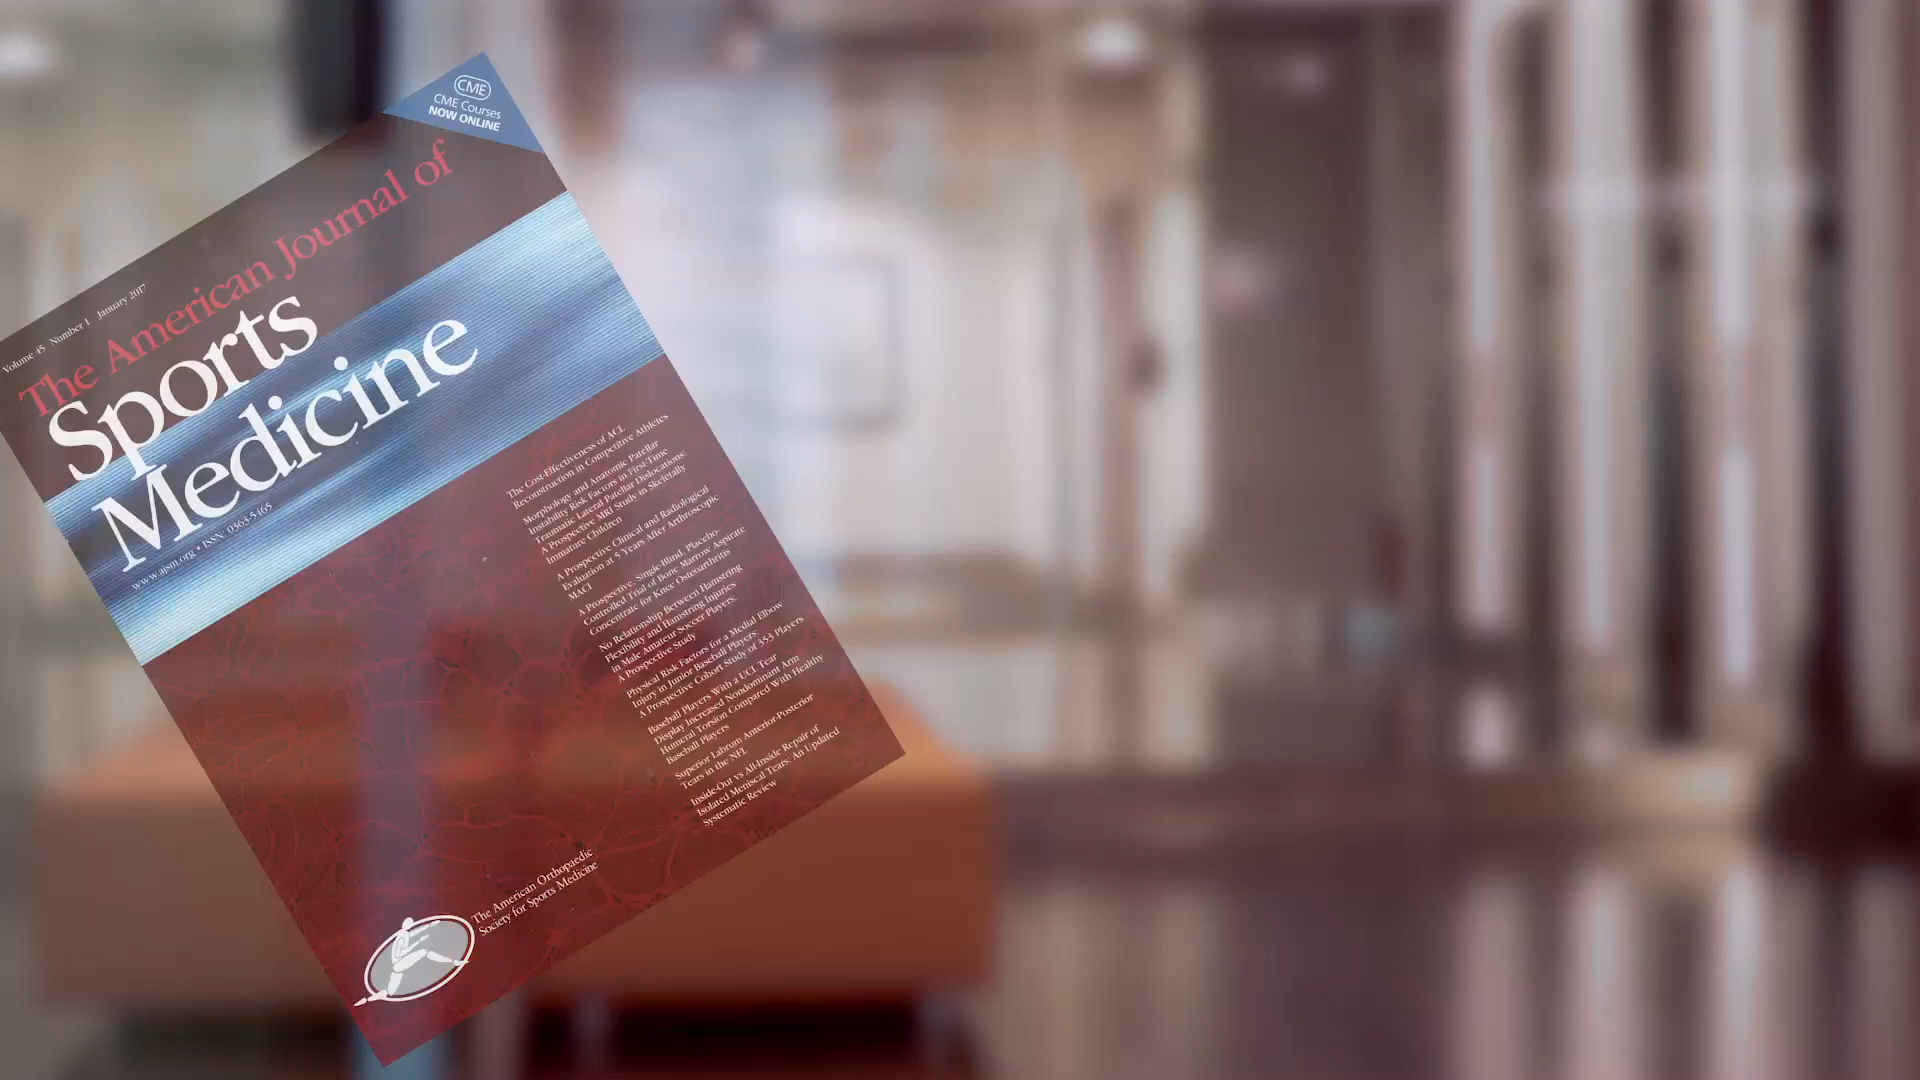 CME
CME Courses
NOW ONLINE
Volume 45 Number 1 January 2017
The American Journal of
Sports
Medicine
www.ajsm.org • ISSN: 0363-5465
The Cost-Effectiveness of ACL
Reconstruction in Competitive Athletes
Morphology and Anatomic Patellar
Instability Risk Factors in First-Time
Traumatic Lateral Patellar Dislocations:
A Prospective MRI Study in Skeletally
Immature Children
A Prospective Clinical and Radiological
Evaluation at 5 Years After Arthroscopic
MACI
A Prospective, Single-Blind, Placebo-
Controlled Trial of Bone Marrow Aspirate
Concentrate for Knee Osteoarthritis
No Relationship Between Hamstring
Flexibility and Hamstring Injuries
in Male Amateur Soccer Players:
A Prospective Study
Physical Risk Factors for a Medial Elbow
Injury in Junior Baseball Players:
A Prospective Cohort Study of 353 Players
Baseball Players With a UCL Tear
Display Increased Nondominant Arm
Humeral Torsion Compared With Healthy
Baseball Players
Superior Labrum Anterior-Posterior
Tears in the NFL
Inside-Out vs All-Inside Repair of
Isolated Meniscal Tears: An Updated
Systematic Review
The American Orthopaedic
Society for Sports Medicine